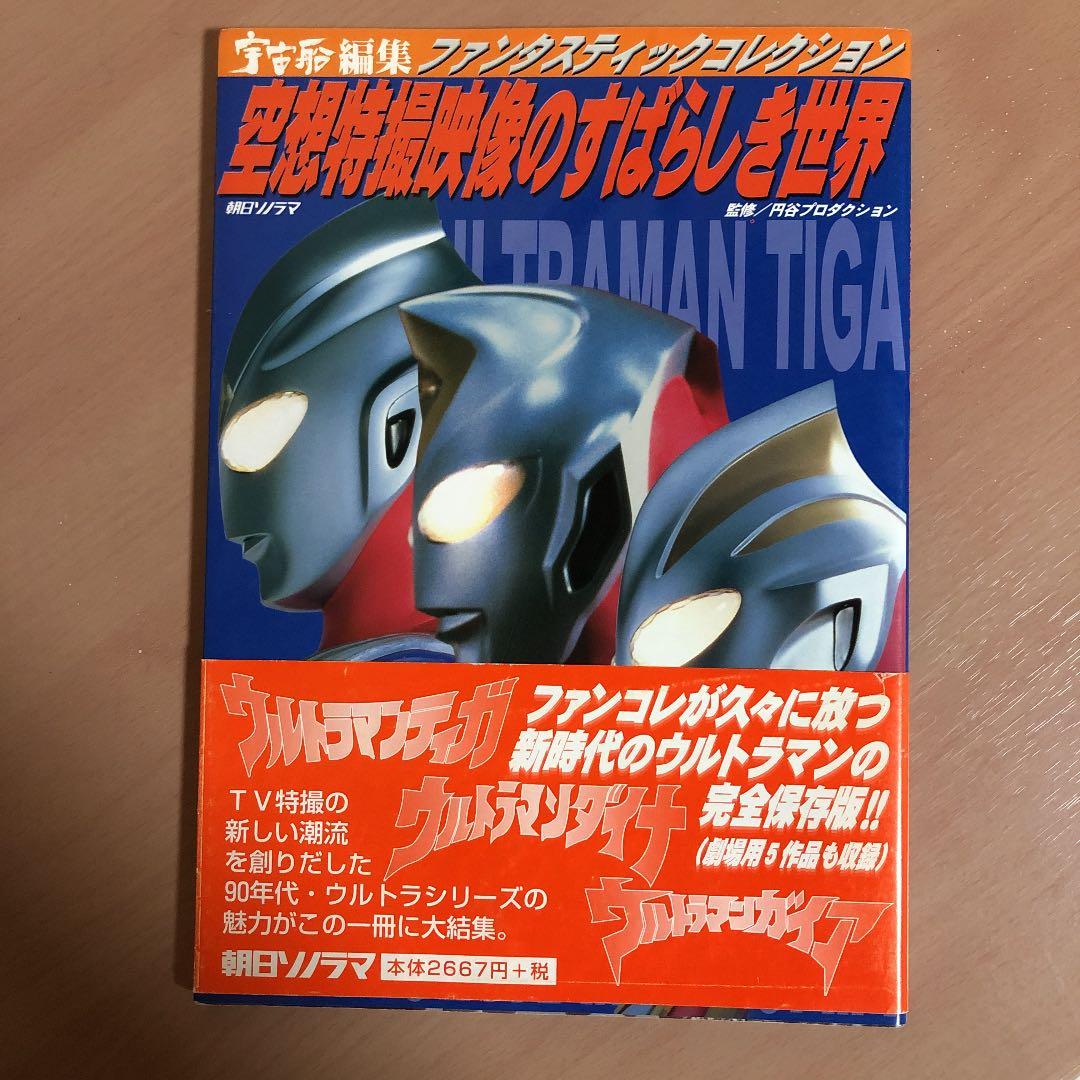 宇宙船 編集 ファンタスティックコレクション
空想特撮映像のすばらしき世界
朝日ソノラマ
監修／円谷プロダクション
ULTRAMAN TIGA
ウルトラマンティガ
ファンコレが久々に放つ
新時代のウルトラマンの
完全保存版!!
(劇場用5作品も収録)
ウルトラマンダイナ
TV特撮の
新しい潮流
を創りだした
90年代・ウルトラシリーズの
魅力がこの一冊に大結集。
ウルトラマンガイア
朝日ソノラマ 本体2667円+税